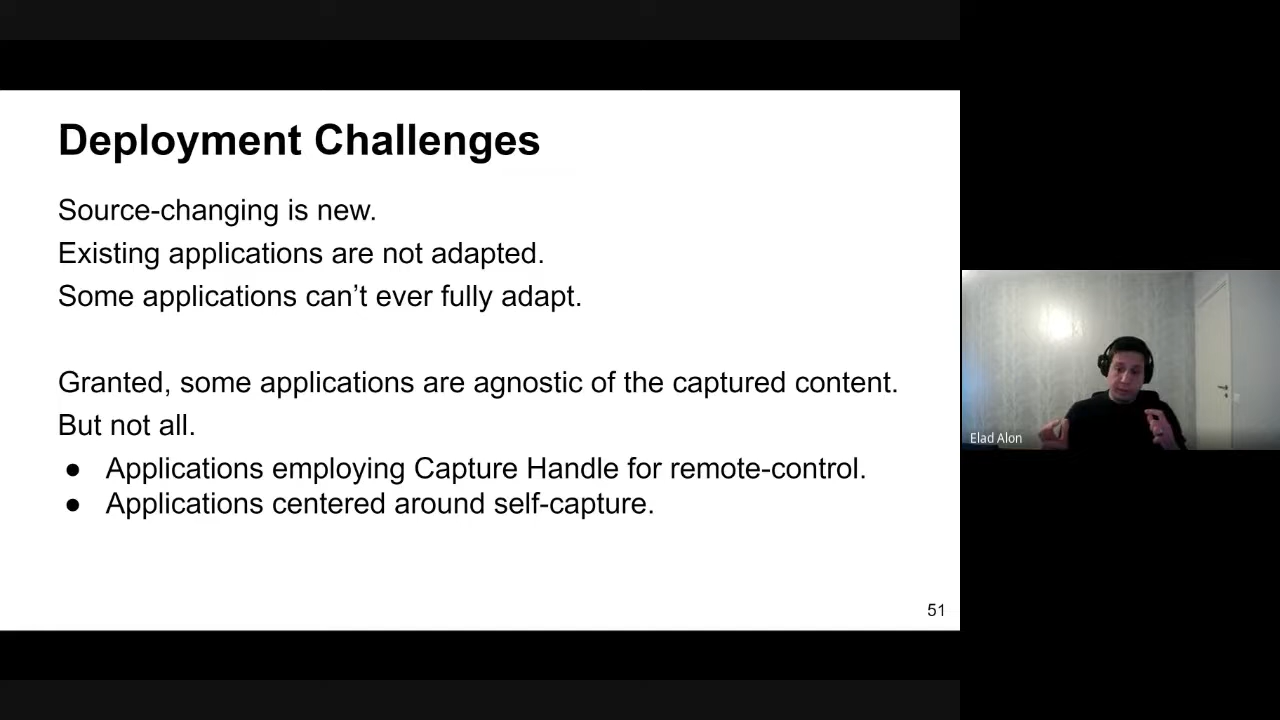 Deployment Challenges
Source-changing is new.
Existing applications are not adapted.
Some applications can’t ever fully adapt.
Granted, some applications are agnostic of the captured content.
But not all.
● Applications employing Capture Handle for remote-control.
● Applications centered around self-capture.
51
Elad Alon